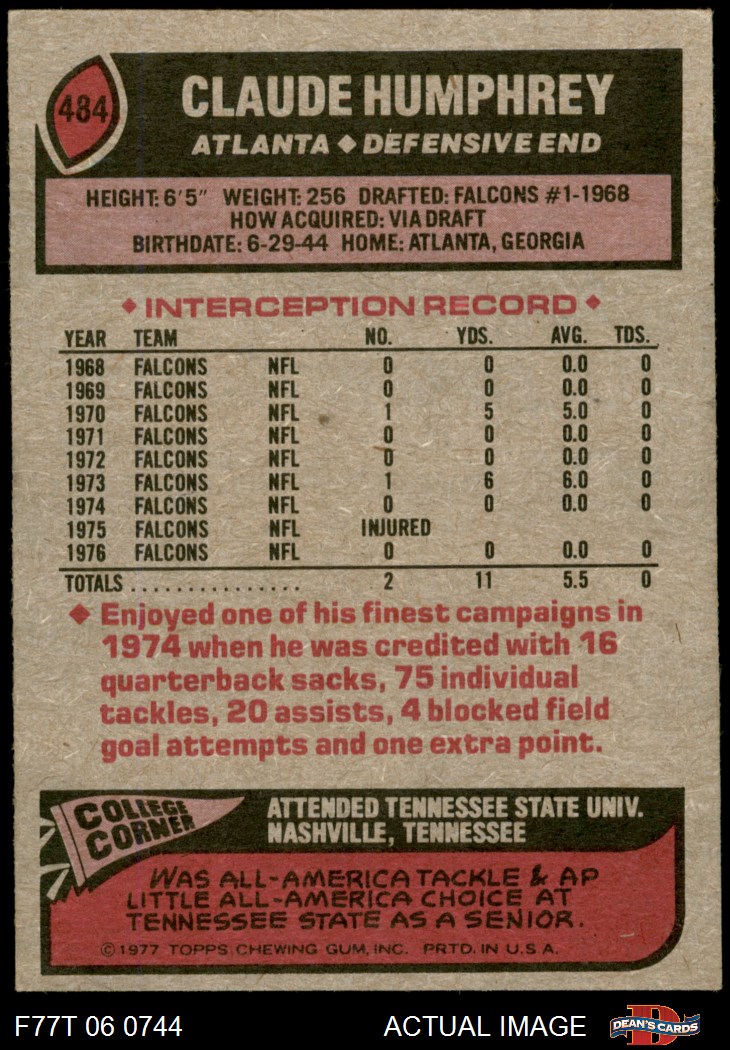 484
CLAUDE HUMPHREY
ATLANTA ◆ DEFENSIVE END
HEIGHT: 6'5" WEIGHT: 256 DRAFTED: FALCONS #1-1968
HOW ACQUIRED: VIA DRAFT
BIRTHDATE: 6-29-44 HOME: ATLANTA, GEORGIA
◆ INTERCEPTION RECORD ◆
YEAR TEAM NO. YDS. AVG. TDS.
1968 FALCONS NFL 0 0 0.0 0
1969 FALCONS NFL 0 0 0.0 0
1970 FALCONS NFL 1 5 5.0 0
1971 FALCONS NFL 0 0 0.0 0
1972 FALCONS NFL 0 0 0.0 0
1973 FALCONS NFL 1 6 6.0 0
1974 FALCONS NFL 0 0 0.0 0
1975 FALCONS NFL INJURED
1976 FALCONS NFL 0 0 0.0 0
TOTALS ............... 2 11 5.5 0
◆ Enjoyed one of his finest campaigns in
1974 when he was credited with 16
quarterback sacks, 75 individual
tackles, 20 assists, 4 blocked field
goal attempts and one extra point.
COLLEGE
CORNER
ATTENDED TENNESSEE STATE UNIV.
NASHVILLE, TENNESSEE
WAS ALL-AMERICA TACKLE & AP
LITTLE ALL-AMERICA CHOICE AT
TENNESSEE STATE AS A SENIOR.
©1977 TOPPS CHEWING GUM, INC. PRTD. IN U.S.A.
F77T 06 0744 ACTUAL IMAGE
DEAN'S CARDS